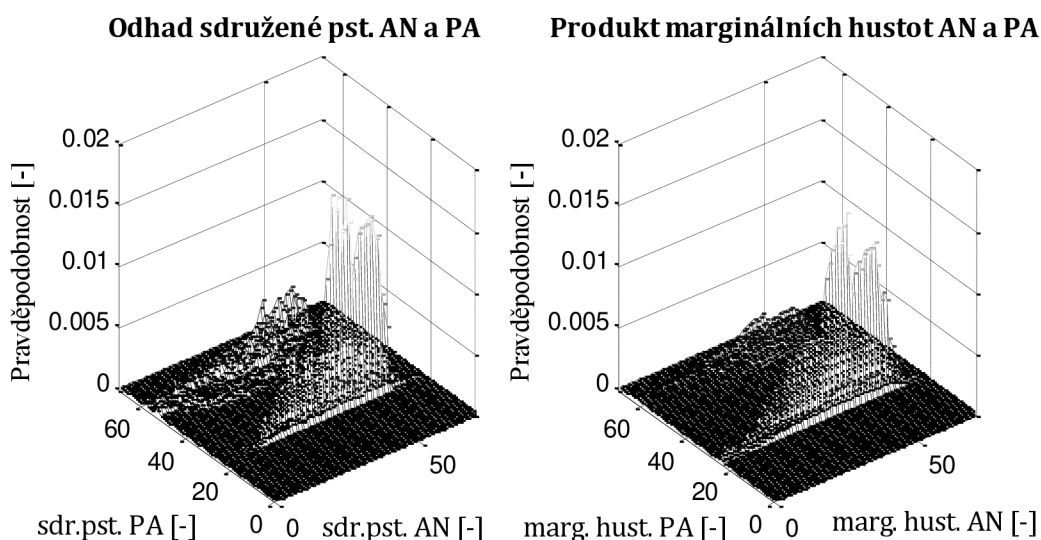 Odhad sdružené pst. AN a PA
Pravděpodobnost [-]
0.02
0.015
0.01
0.005
0
60
40
20
0
0
50
sdr.pst. PA [-]
sdr.pst. AN [-]
Produkt marginálních hustot AN a PA
Pravděpodobnost [-]
0.02
0.015
0.01
0.005
0
60
40
20
0
0
50
marg. hust. PA [-]
marg. hust. AN [-]